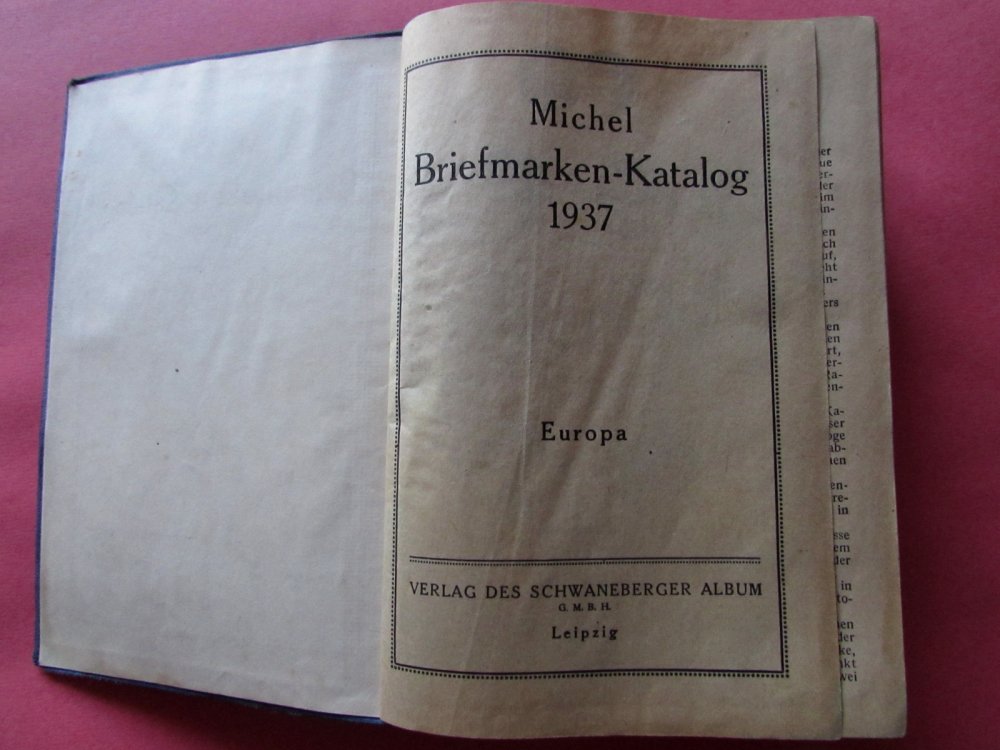 Michel
Briefmarken-Katalog
1937
Europa
VERLAG DES SCHWANEBERGER ALBUM
G. M. B. H.
Leipzig